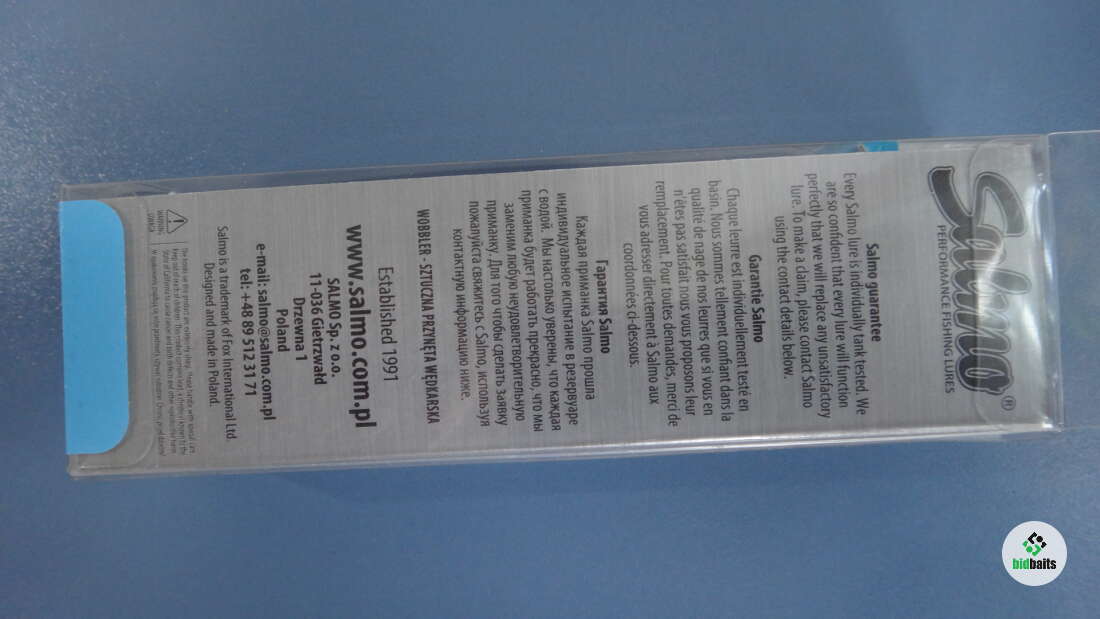 Salmo®
PERFORMANCE FISHING LURES
Salmo guarantee
Every Salmo lure is individually tank tested. We
are so confident that every lure will function
perfectly that we will replace any unsatisfactory
lure. To make a claim, please contact Salmo
using the contact details below.
Garantie Salmo
Chaque leurre est individuellement testé en
basin. Nous sommes tellement confiant dans la
qualité de nage de nos leurres que si vous en
n'êtes pas satisfait nous vous proposons leur
remplacement. Pour toutes demandes, merci de
vous adresser directement à Salmo aux
coordonnées ci-dessous.
Гарантия Salmo
Каждая приманка Salmo прошла
индивидуальное испытание в резервуаре
с водой. Мы настолько уверены, что каждая
приманка будет работать прекрасно, что мы
заменим любую неудовлетворительную
приманку. Для того чтобы сделать заявку
пожалуйста свяжитесь с Salmo, используя
контактную информацию ниже.
WOBBLER - SZTUCZNA PRZYNĘTA WĘDKARSKA
Established 1991
www.salmo.com.pl
SALMO Sp. z o.o.
11-036 Gietrzwałd
Drzewna 1
Poland
e-mail: salmo@salmo.com.pl
tel: +48 89 512 31 71
Salmo is a trademark of Fox International Ltd.
Designed and made in Poland.
WARNING
bidbaits